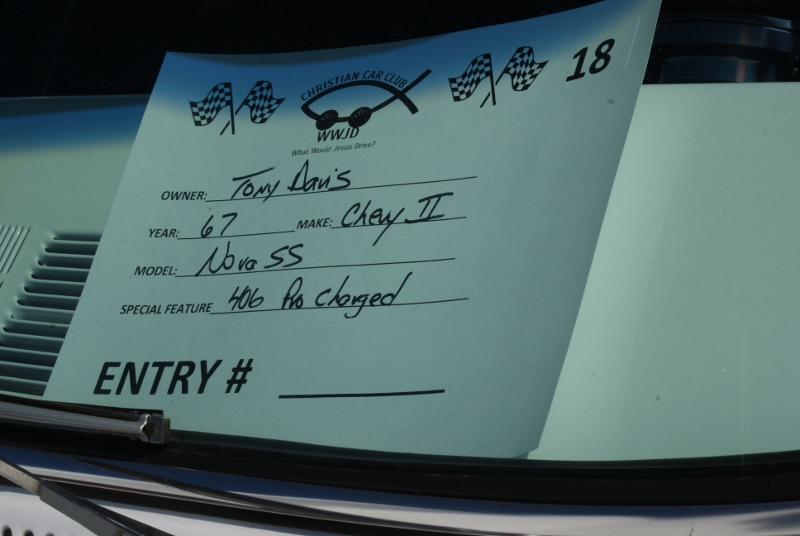 18
CHRISTIAN CAR CLUB
WWJD
What Would Jesus Drive?
OWNER: Tony Davis
YEAR: 67 MAKE: Chevy II
MODEL: Nova SS
SPECIAL FEATURE 406 Pro Charged
ENTRY #